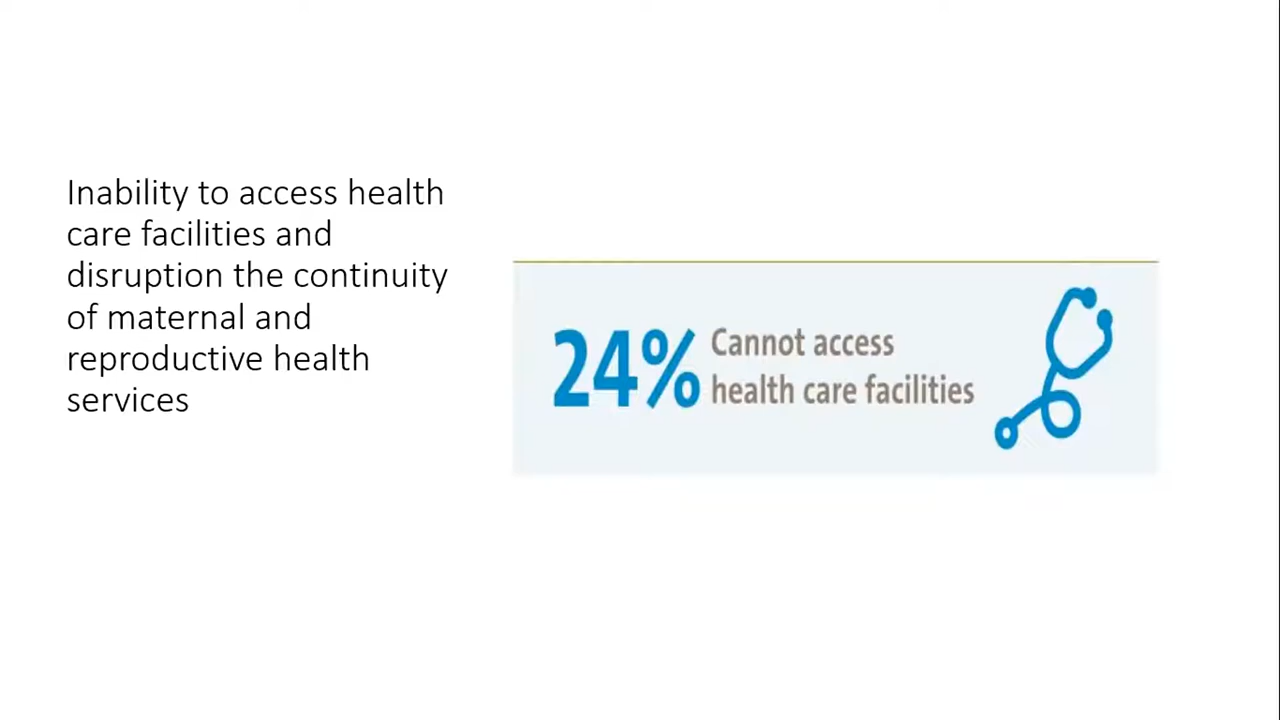 Inability to access health
care facilities and
disruption the continuity
of maternal and
reproductive health
services
24%
Cannot access
health care facilities